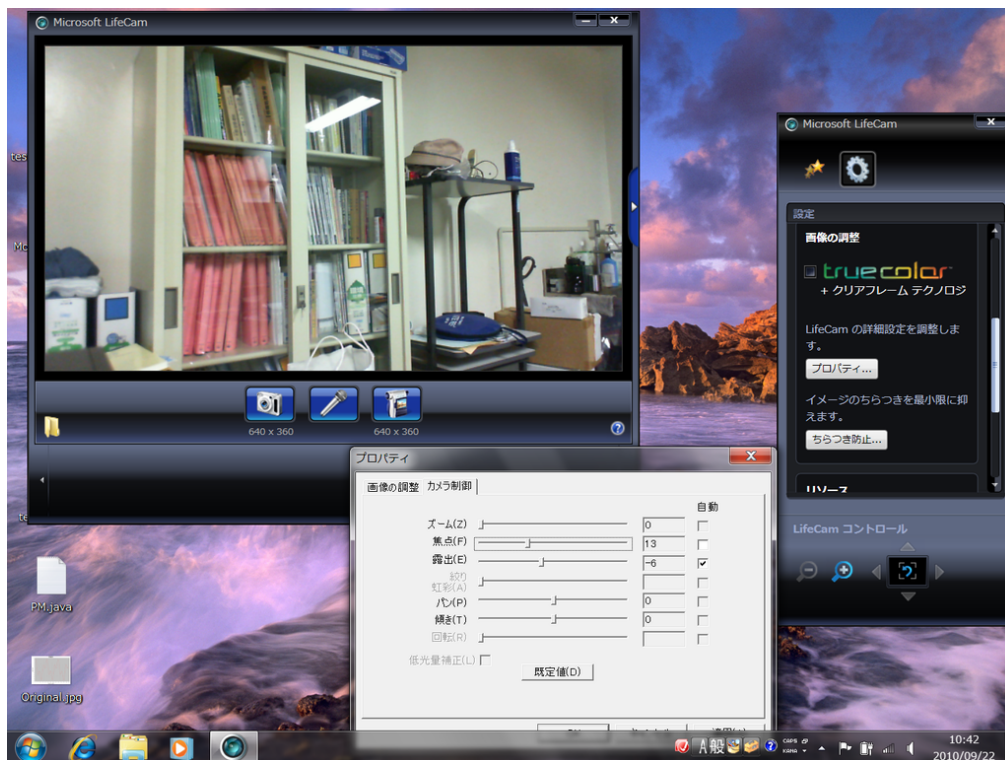 Microsoft LifeCam
640 x 360
640 x 360
Microsoft LifeCam
設定
画像の調整
truecolor
+ クリアフレーム テクノロジ
LifeCam の詳細設定を調整しま
す。
プロパティ...
イメージのちらつきを最小限に抑
えます。
ちらつき防止...
リソース
LifeCam コントロール
プロパティ
画像の調整 カメラ制御
自動
ズーム(Z) 0
焦点(F) 13
露出(E) -6
絞り
虹彩(A)
パン(P) 0
傾き(T) 0
回転(R)
低光量補正(L)
既定値(D)
tes
Mc
te
PM.java
Original.jpg
A 般
CAPS
KANA
10:42
2010/09/22